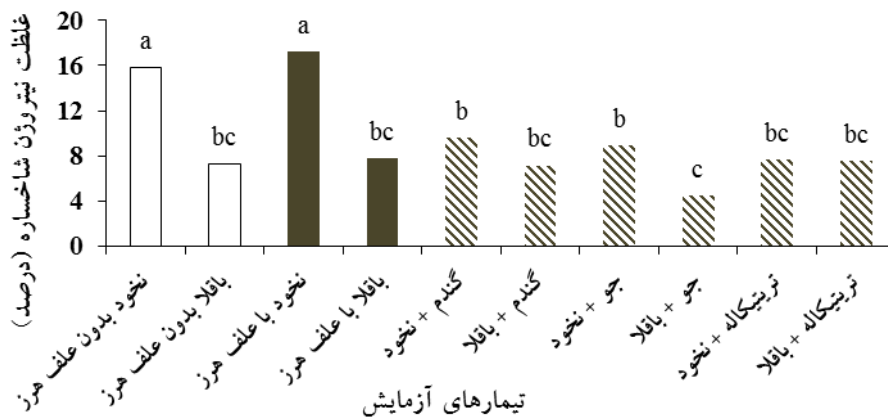 غلظت نیتروژن شاخساره (درصد)
20
16
12
8
4
0
a
bc
a
bc
b
bc
b
c
bc
bc
نخود بدون علف هرز
باقلا بدون علف هرز
نخود با علف هرز
باقلا با علف هرز
گندم + نخود
گندم + باقلا
جو + نخود
جو + باقلا
تریتیکاله + نخود
تریتیکاله + باقلا
تیمارهای آزمایش